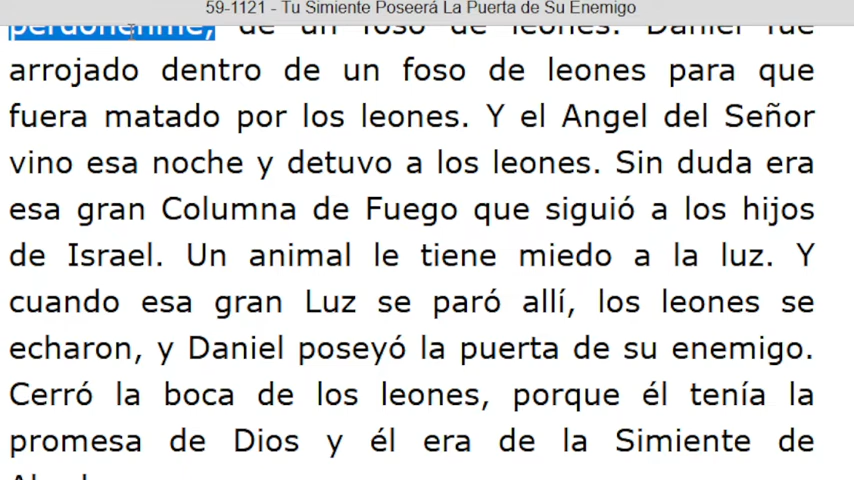 59-1121 - Tu Simiente Poseerá La Puerta de Su Enemigo
perdónenme, de un foso de leones. Daniel fue
arrojado dentro de un foso de leones para que
fuera matado por los leones. Y el Angel del Señor
vino esa noche y detuvo a los leones. Sin duda era
esa gran Columna de Fuego que siguió a los hijos
de Israel. Un animal le tiene miedo a la luz. Y
cuando esa gran Luz se paró allí, los leones se
echaron, y Daniel poseyó la puerta de su enemigo.
Cerró la boca de los leones, porque él tenía la
promesa de Dios y él era de la Simiente de